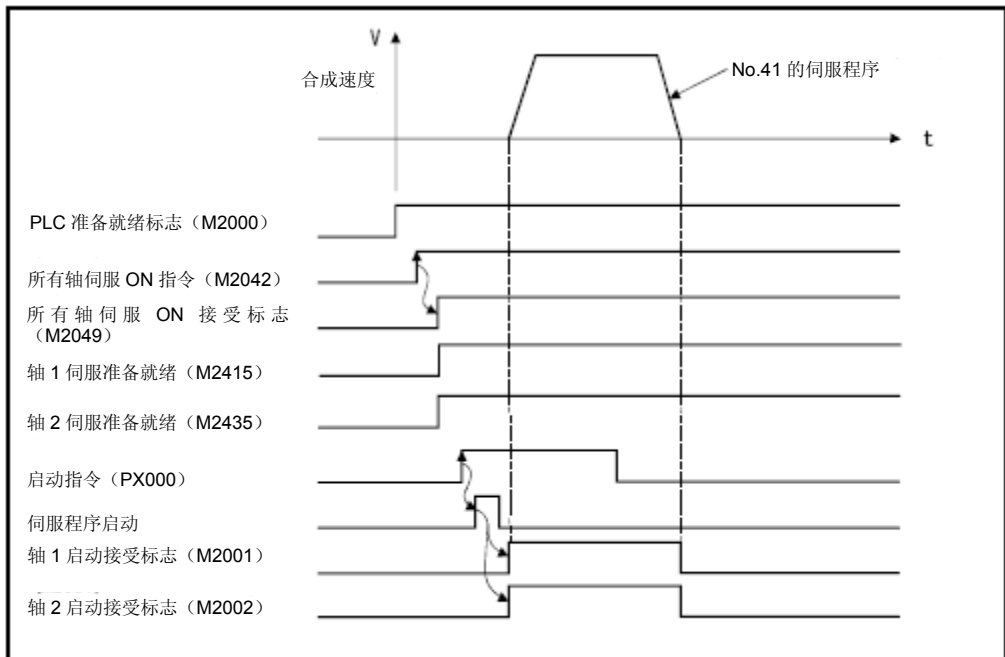 V
合成速度
No.41 的伺服程序
t
PLC 准备就绪标志（M2000）
所有轴伺服 ON 指令（M2042）
所有轴伺服 ON 接受标志
（M2049）
轴 1 伺服准备就绪（M2415）
轴 2 伺服准备就绪（M2435）
启动指令（PX000）
伺服程序启动
轴 1 启动接受标志（M2001）
轴 2 启动接受标志（M2002）